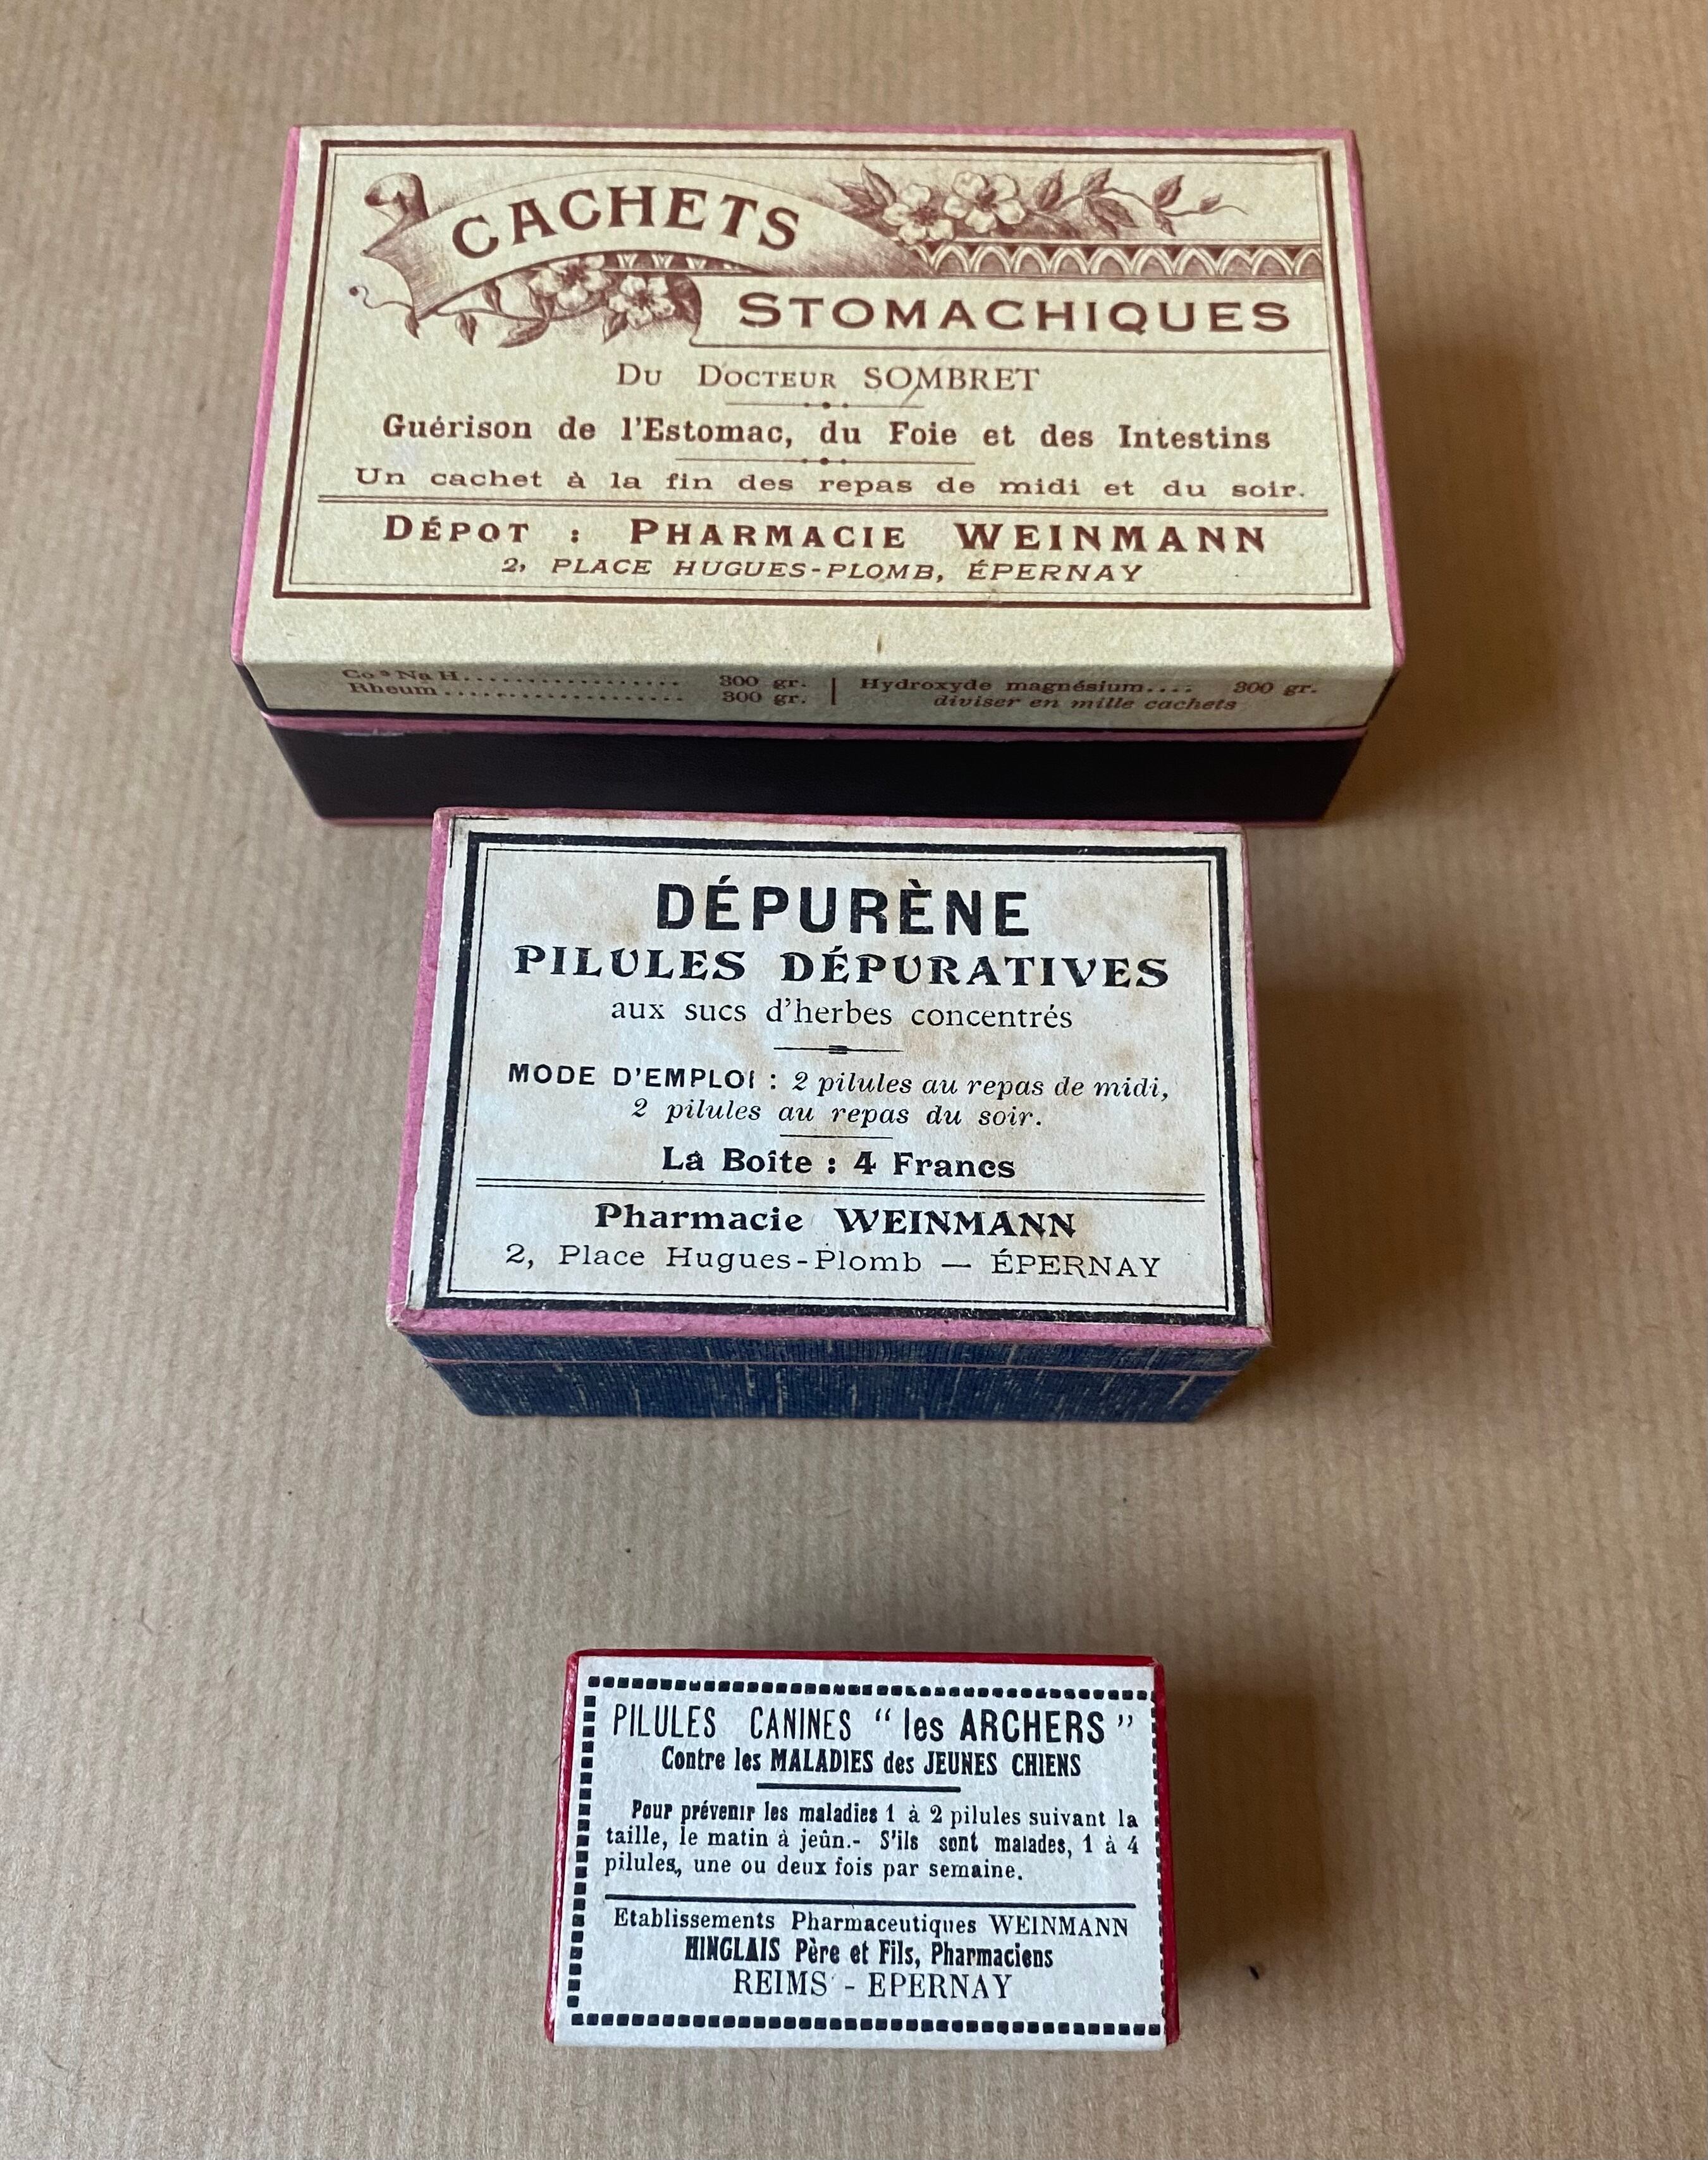 CACHETS
STOMACHIQUES
DU DOCTEUR SOMBRET
Guérison de l'Estomac, du Foie et des Intestins
Un cachet à la fin des repas de midi et du soir.
DÉPOT : PHARMACIE WEINMANN
2, PLACE HUGUES-PLOMB, ÉPERNAY
Co³ Na H.................. 300 gr. | Hydroxyde magnésium.... 300 gr.
Rheum.................... 300 gr. | diviser en mille cachets
DÉPURÈNE
PILULES DÉPURATIVES
aux sucs d'herbes concentrés
MODE D'EMPLOI : 2 pilules au repas de midi,
2 pilules au repas du soir.
La Boîte : 4 Francs
Pharmacie WEINMANN
2, Place Hugues-Plomb — ÉPERNAY
PILULES CANINES “ les ARCHERS ”
Contre les MALADIES des JEUNES CHIENS
Pour prévenir les maladies 1 à 2 pilules suivant la
taille, le matin à jeûn.- S'ils sont malades, 1 à 4
pilules, une ou deux fois par semaine.
Etablissements Pharmaceutiques WEINMANN
HINGLAIS Père et Fils, Pharmaciens
REIMS - EPERNAY